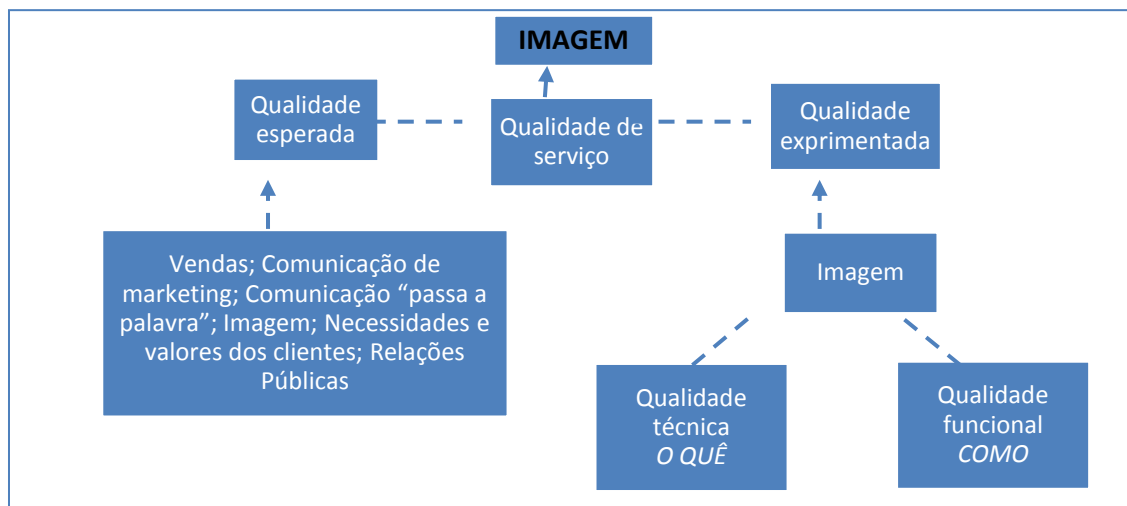 IMAGEM
Qualidade
esperada
Qualidade de
serviço
Qualidade
exprimentada
Vendas; Comunicação de
marketing; Comunicação “passa a
palavra”; Imagem; Necessidades e
valores dos clientes; Relações
Públicas
Imagem
Qualidade
técnica
O QUÊ
Qualidade
funcional
COMO